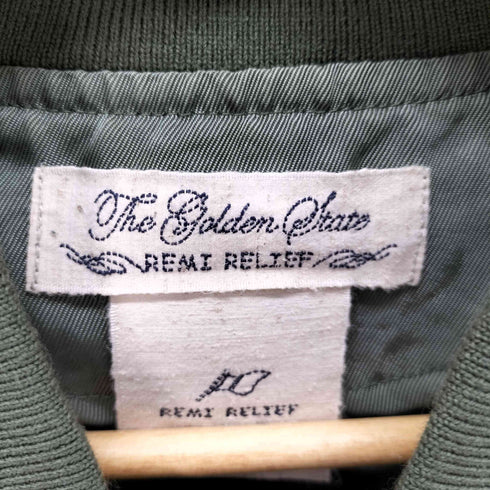 The Golden State
REMI RELIEF
REMI RELIEF